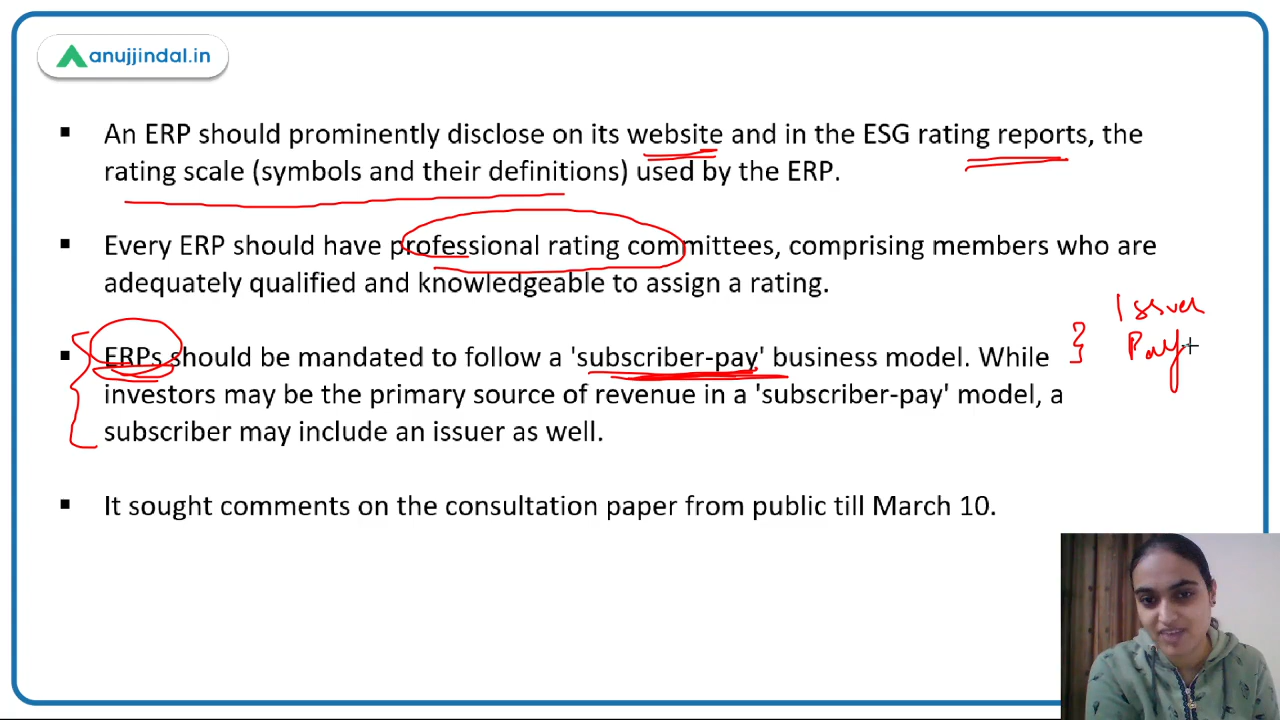 anujjindal.in
▪ An ERP should prominently disclose on its website and in the ESG rating reports, the
rating scale (symbols and their definitions) used by the ERP.
▪ Every ERP should have professional rating committees, comprising members who are
adequately qualified and knowledgeable to assign a rating.
Issuer
Pay
▪ ERPs should be mandated to follow a 'subscriber-pay' business model. While
investors may be the primary source of revenue in a 'subscriber-pay' model, a
subscriber may include an issuer as well.
▪ It sought comments on the consultation paper from public till March 10.